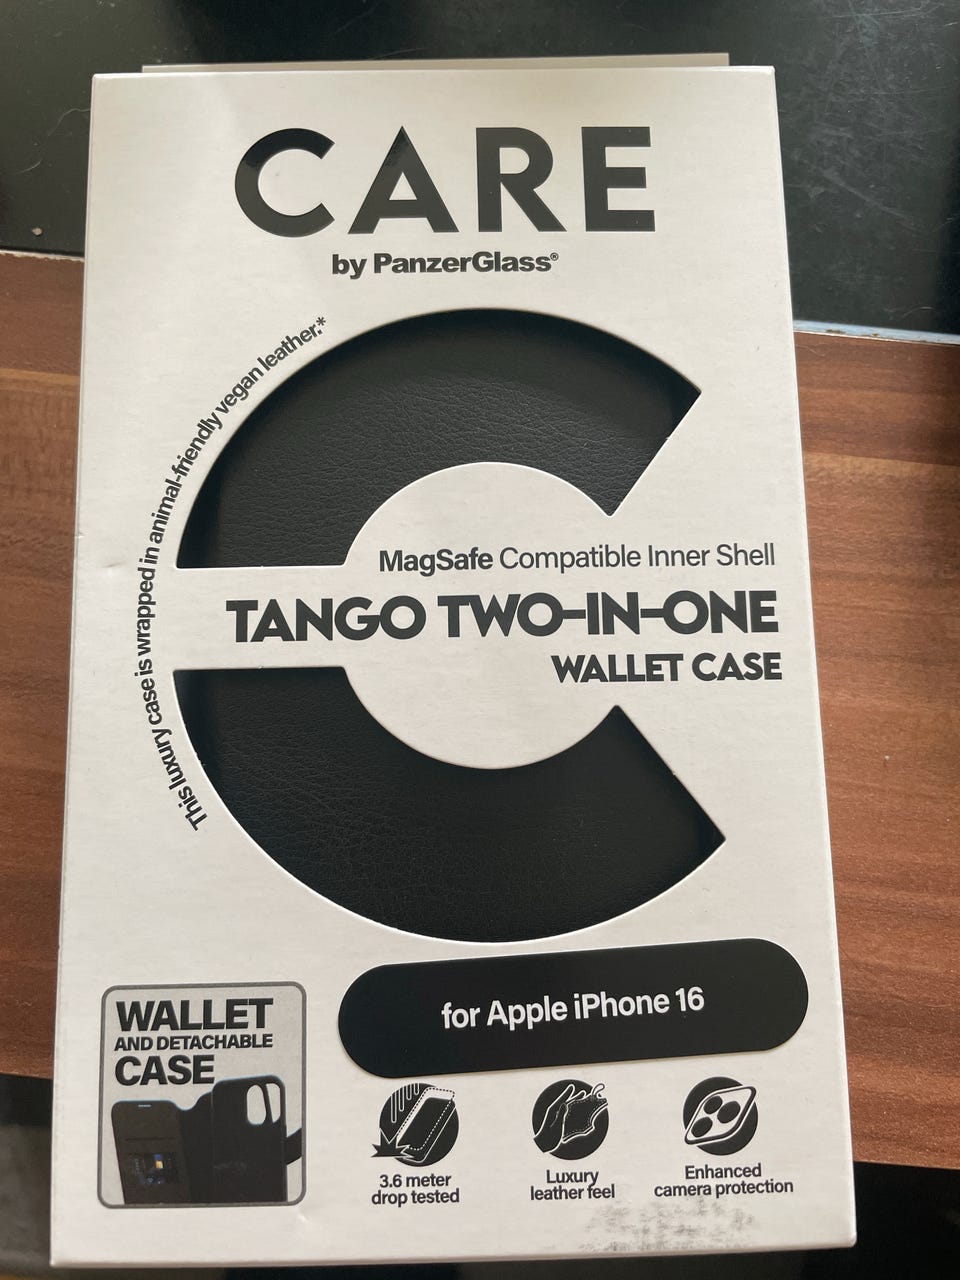 CARE
by PanzerGlass®
This luxury case is wrapped in animal-friendly vegan leather.*
MagSafe Compatible Inner Shell
TANGO TWO-IN-ONE
WALLET CASE
for Apple iPhone 16
WALLET
AND DETACHABLE
CASE
3.6 meter
drop tested
Luxury
leather feel
Enhanced
camera protection